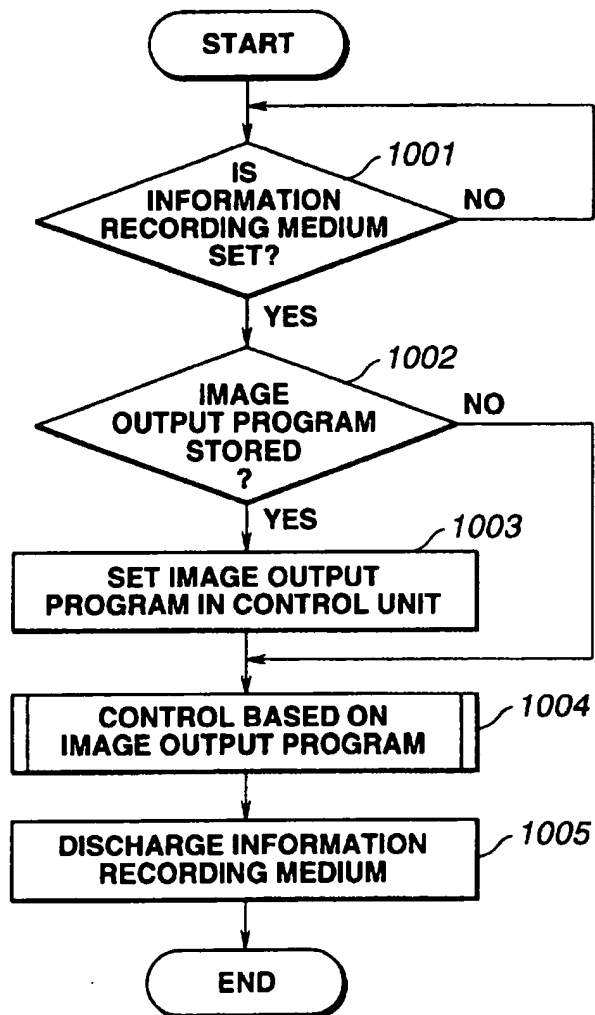 START
1001
IS
INFORMATION
RECORDING MEDIUM
SET?
NO
YES
1002
IMAGE
OUTPUT PROGRAM
STORED
?
NO
YES
1003
SET IMAGE OUTPUT
PROGRAM IN CONTROL UNIT
CONTROL BASED ON
IMAGE OUTPUT PROGRAM
1004
DISCHARGE INFORMATION
RECORDING MEDIUM
1005
END